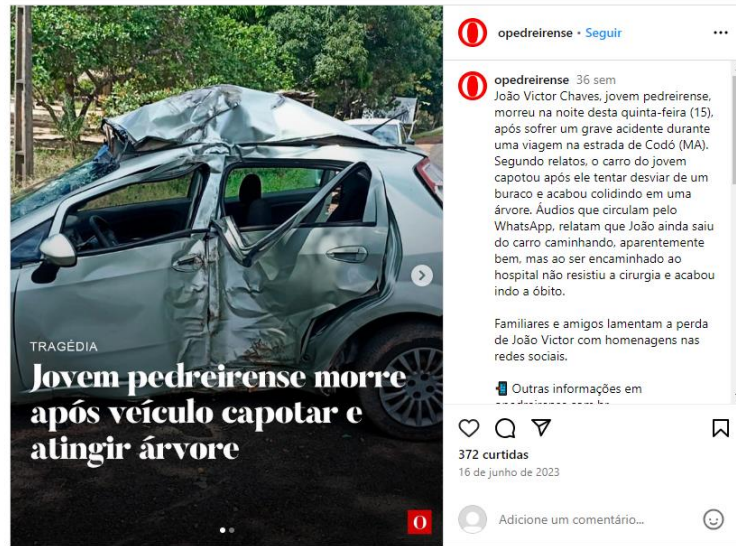 TRAGÉDIA
Jovem pedreirense morre
após veículo capotar e
atingir árvore
opedreirense • Seguir
opedreirense 36 sem
João Victor Chaves, jovem pedreirense,
morreu na noite desta quinta-feira (15),
após sofrer um grave acidente durante
uma viagem na estrada de Codó (MA).
Segundo relatos, o carro do jovem
capotou após ele tentar desviar de um
buraco e acabou colidindo em uma
árvore. Áudios que circulam pelo
WhatsApp, relatam que João ainda saiu
do carro caminhando, aparentemente
bem, mas ao ser encaminhado ao
hospital não resistiu a cirurgia e acabou
indo a óbito.
Familiares e amigos lamentam a perda
de João Victor com homenagens nas
redes sociais.
📲 Outras informações em
372 curtidas
16 de junho de 2023
Adicione um comentário...